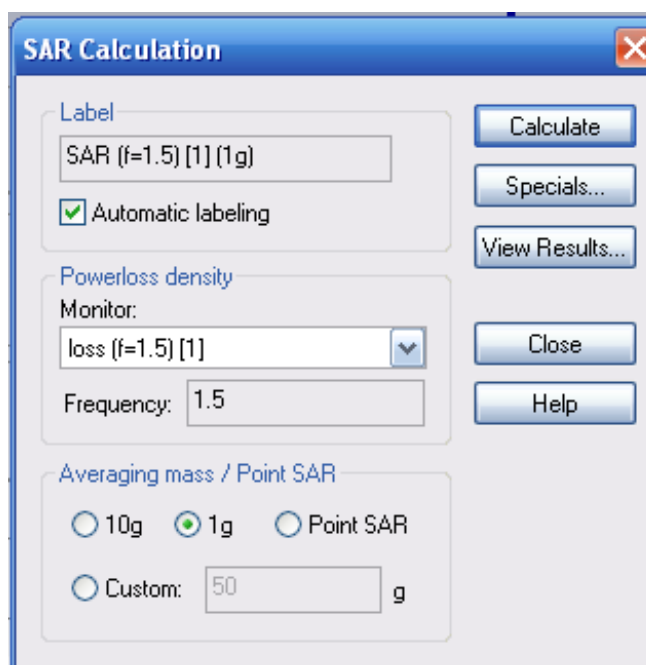 SAR Calculation
Label
SAR (f=1.5) [1] (1g)
Automatic labeling
Powerloss density
Monitor:
loss (f=1.5) [1]
Frequency: 1.5
Averaging mass / Point SAR
10g 1g Point SAR
Custom: 50 g
Calculate
Specials...
View Results...
Close
Help